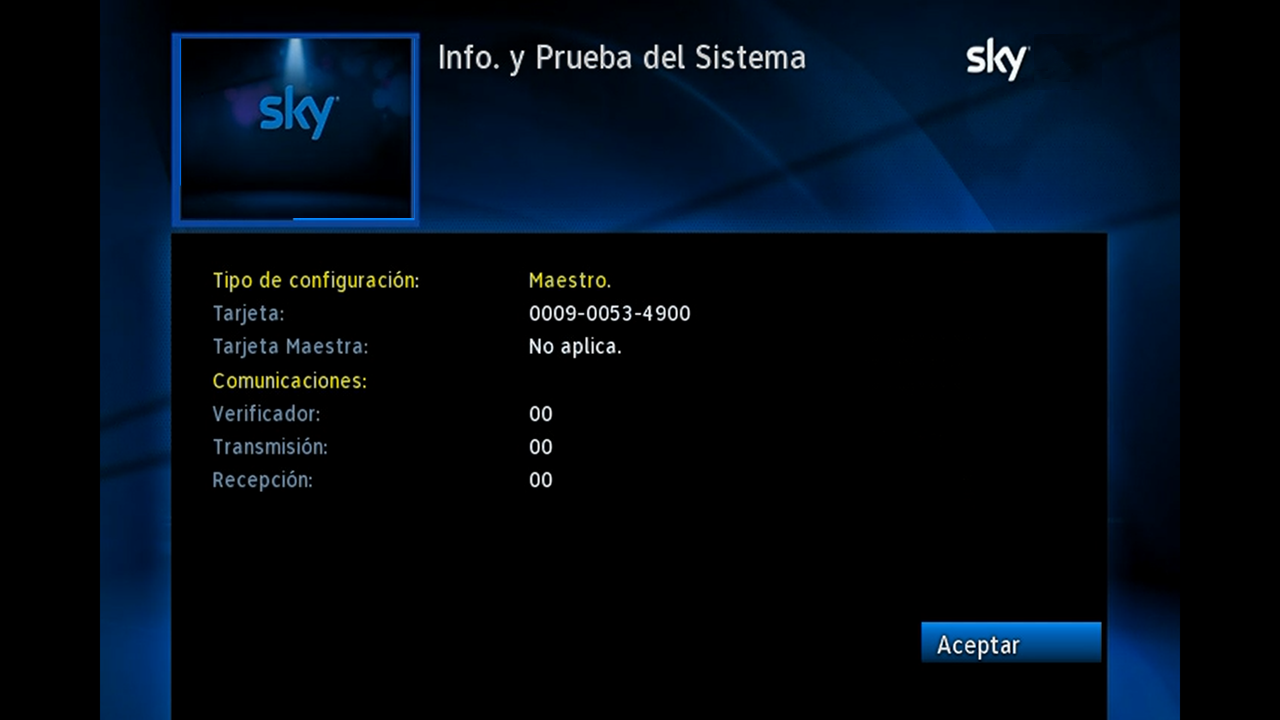 Info. y Prueba del Sistema
sky
sky
Tipo de configuración: Maestro.
Tarjeta: 0009-0053-4900
Tarjeta Maestra: No aplica.
Comunicaciones:
Verificador: 00
Transmisión: 00
Recepción: 00
Aceptar